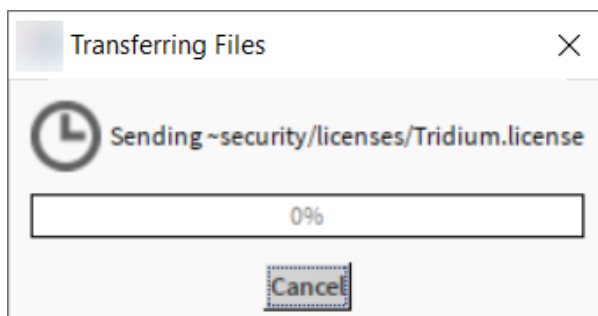 Transferring Files
Sending ~security/licenses/Tridium.license
0%
Cancel